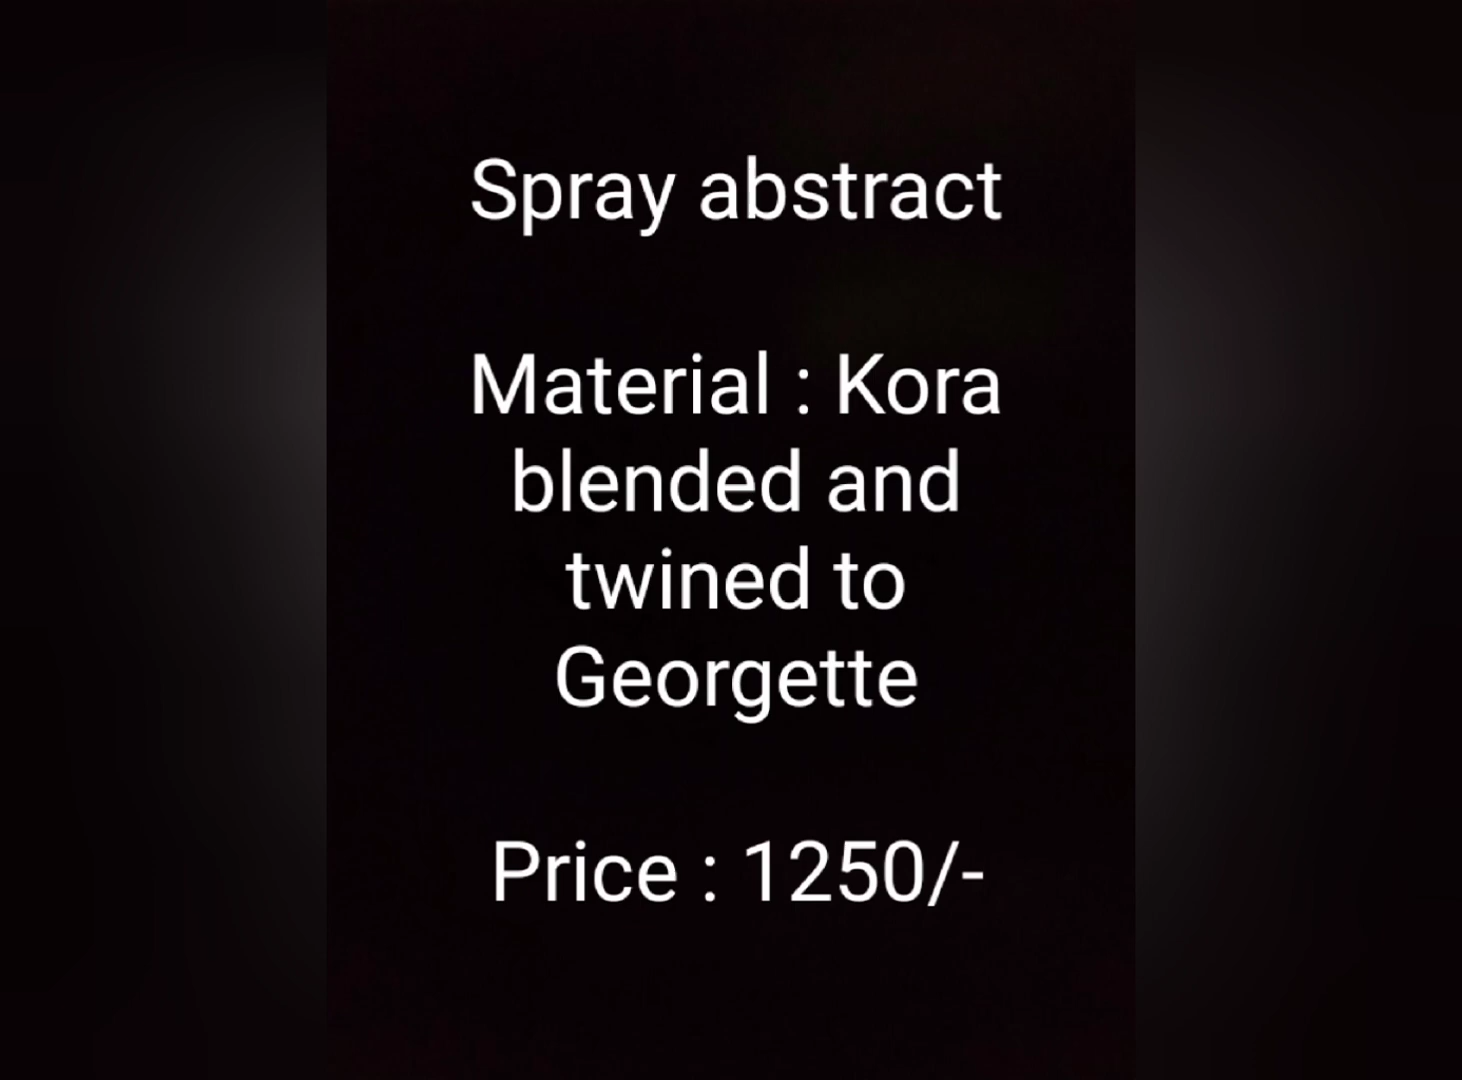 Spray abstract
Material : Kora
blended and
twined to
Georgette
Price : 1250/-